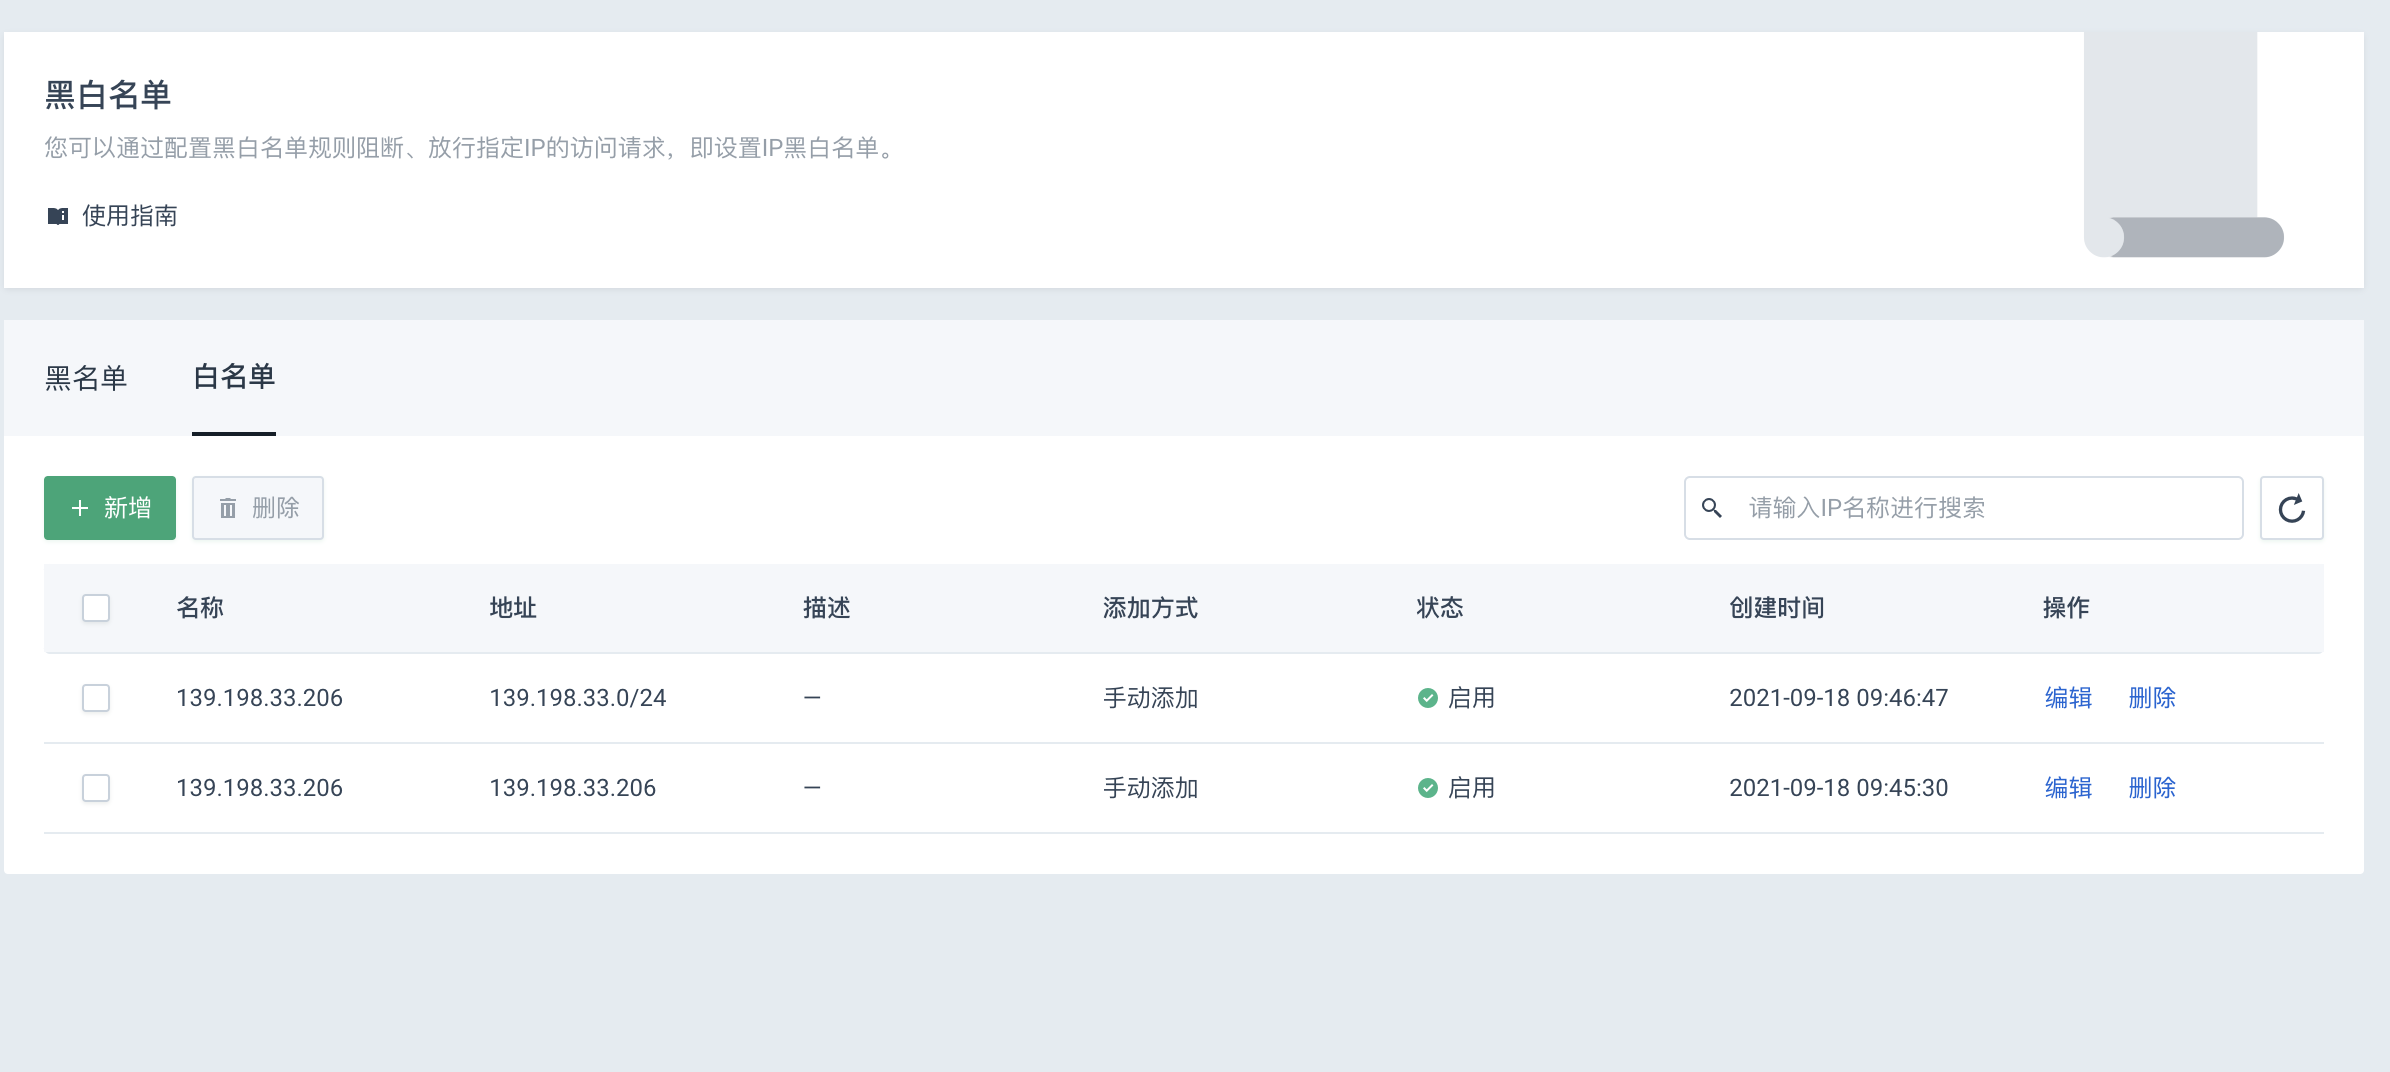 黑白名单
您可以通过配置黑白名单规则阻断、放行指定IP的访问请求，即设置IP黑白名单。
使用指南
黑名单 白名单
新增 删除 请输入IP名称进行搜索
名称 地址 描述 添加方式 状态 创建时间 操作
139.198.33.206 139.198.33.0/24 — 手动添加 启用 2021-09-18 09:46:47 编辑 删除
139.198.33.206 139.198.33.206 — 手动添加 启用 2021-09-18 09:45:30 编辑 删除